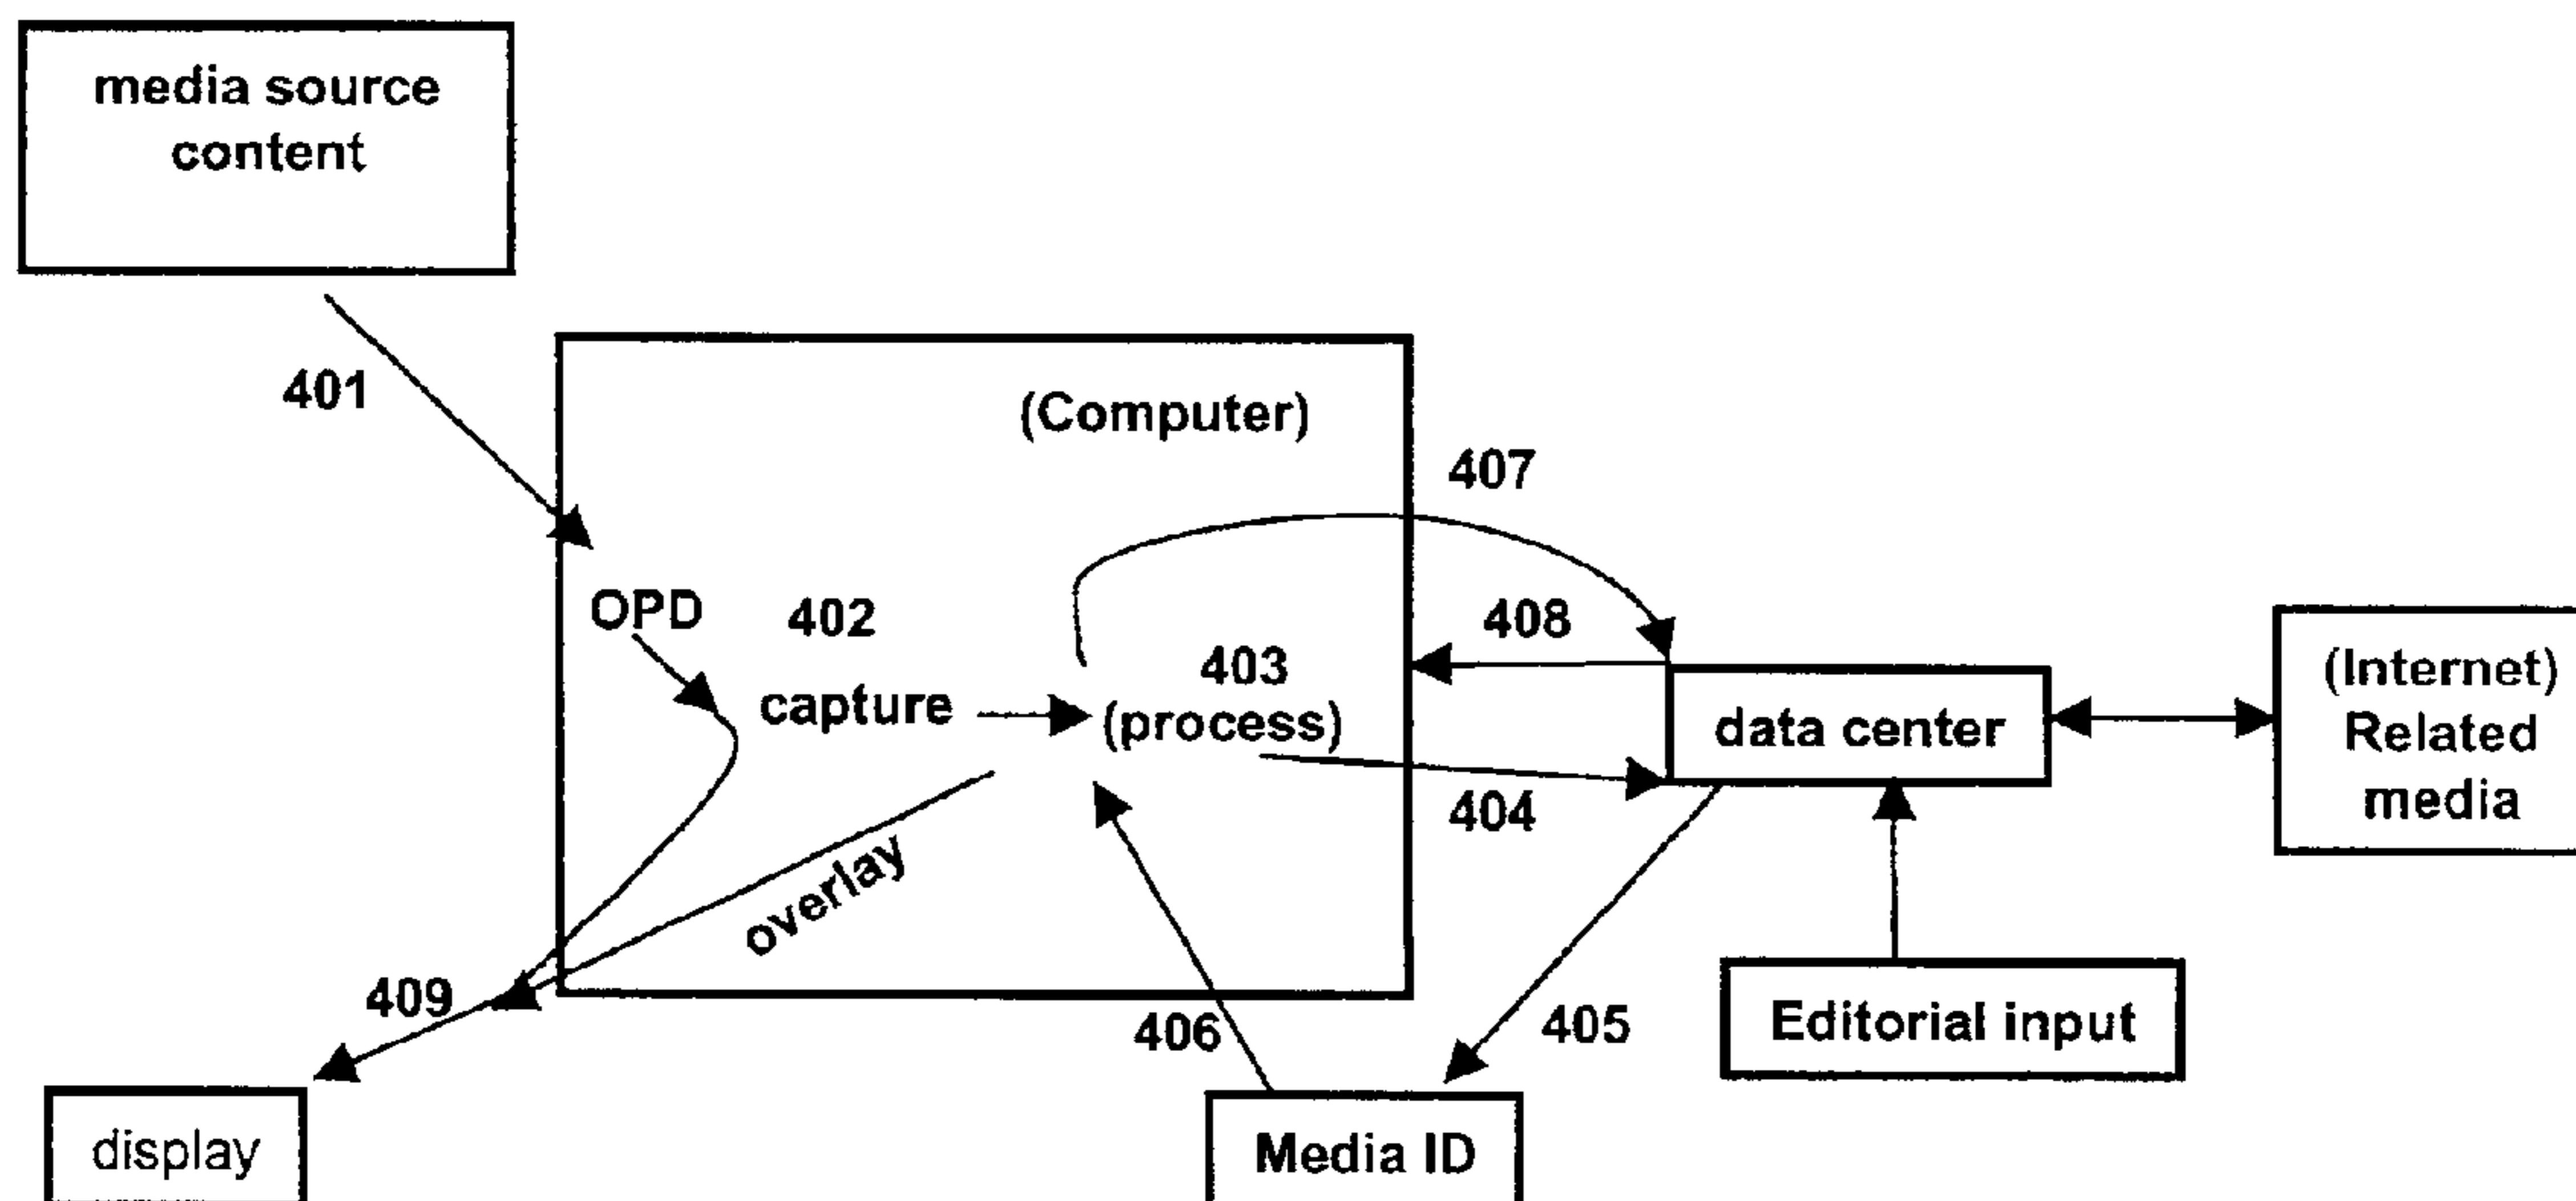 media source
content
401
(Computer)
407
OPD
402
408
403
capture
(process)
data center
(Internet)
Related
media
404
overlay
409
406
405
Editorial input
display
Media ID